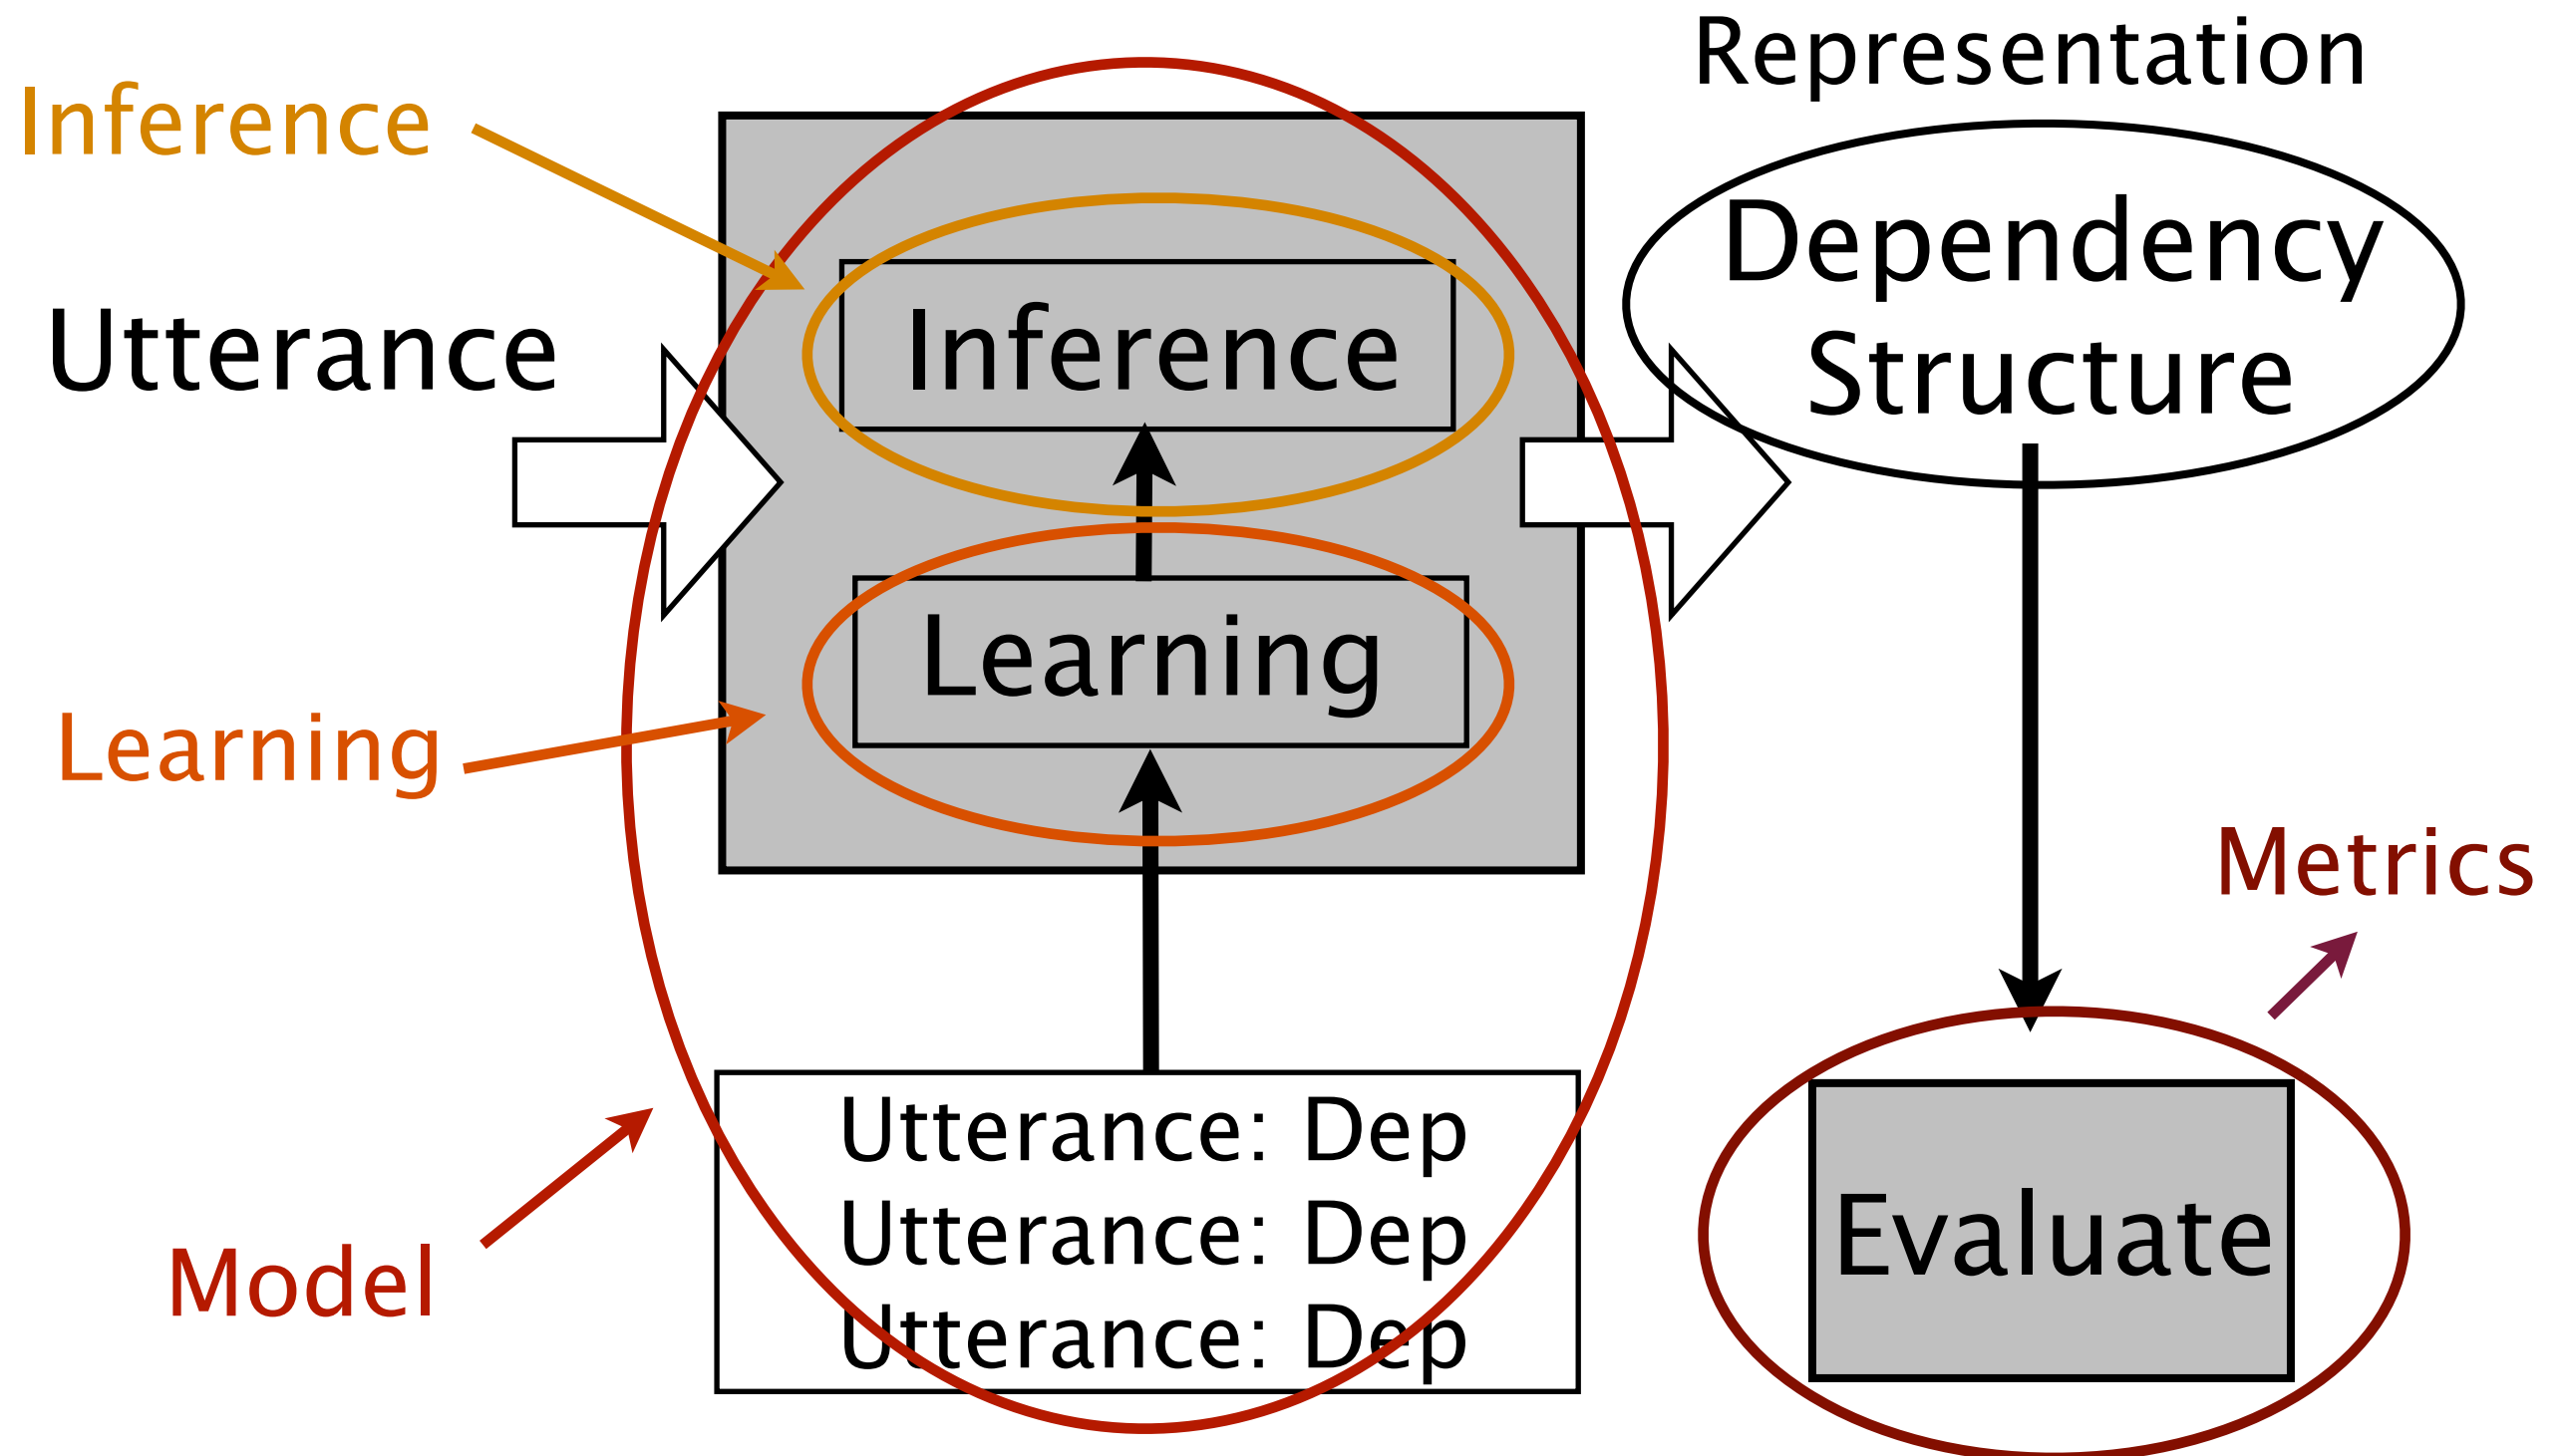 Representation
Inference
Dependency
Structure
Utterance
Inference
Learning
Learning
Metrics
Utterance: Dep
Utterance: Dep
Utterance: Dep
Evaluate
Model